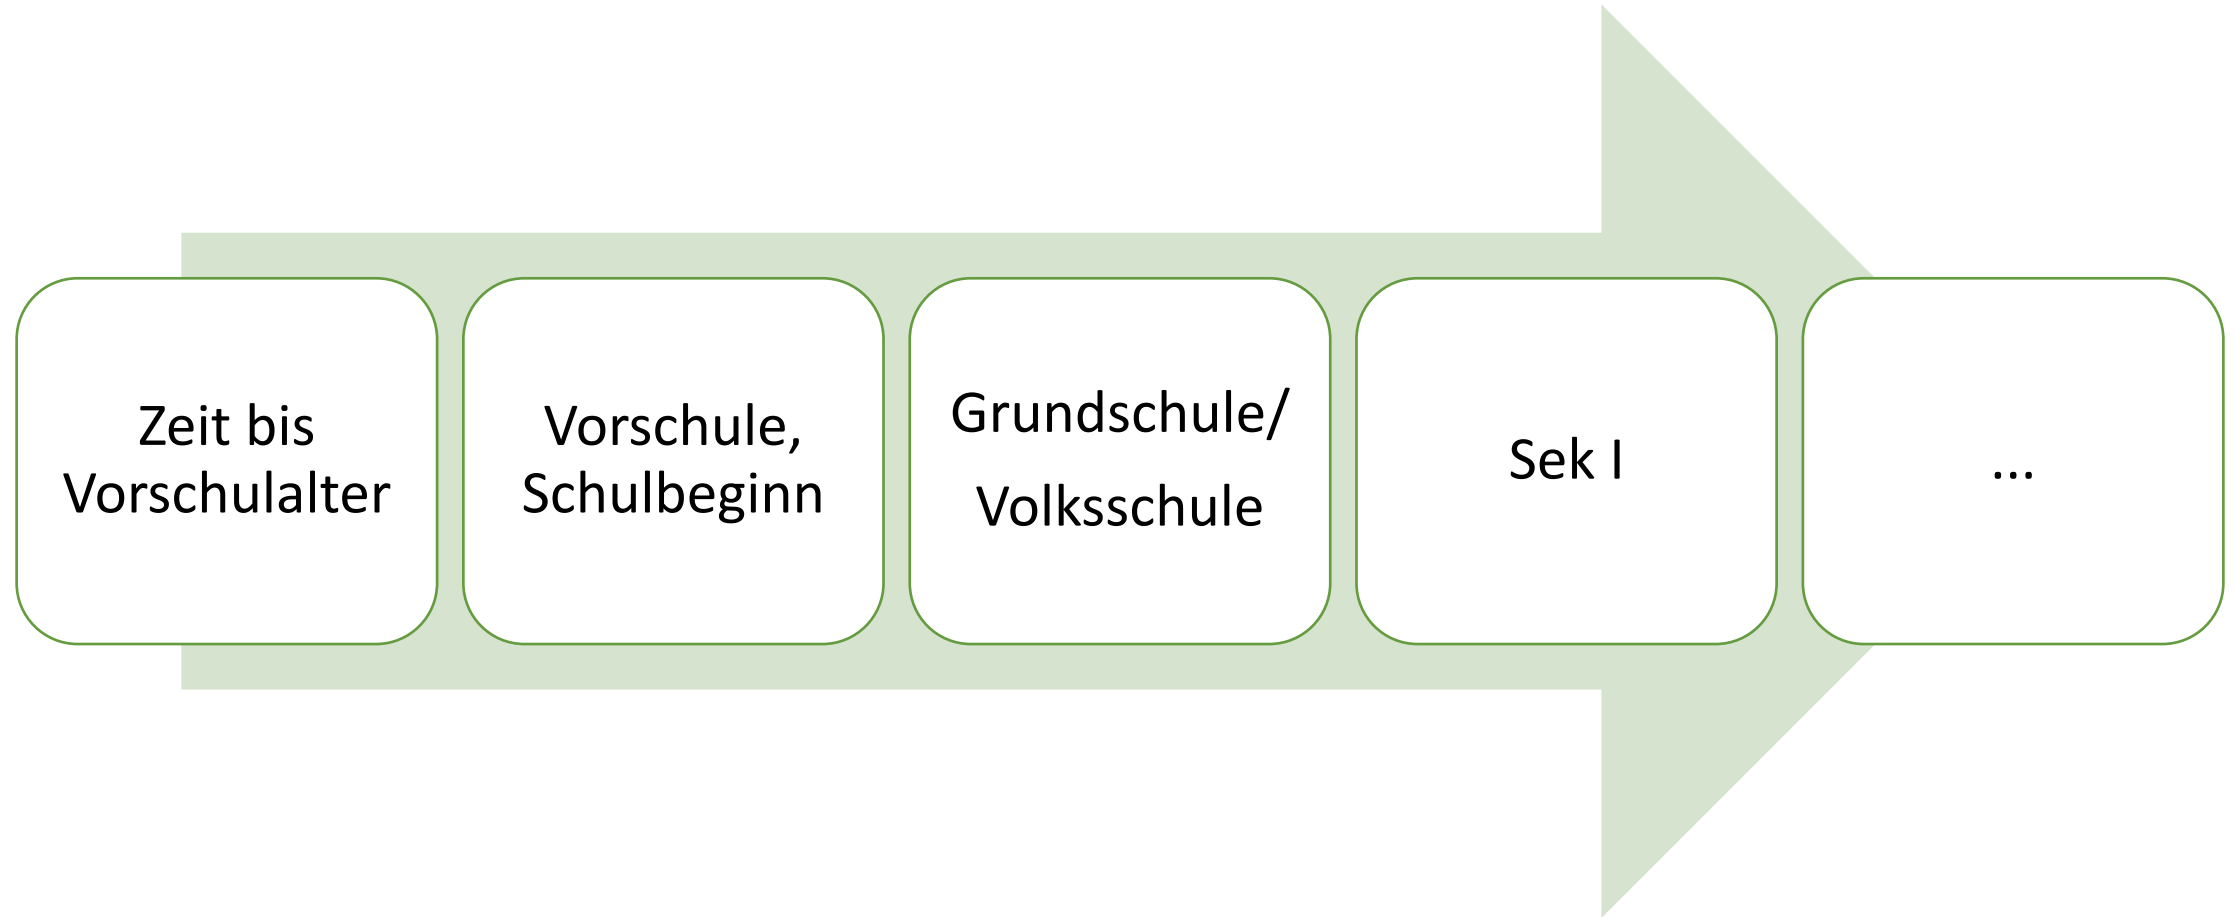 Zeit bis
Vorschulalter
Vorschule,
Schulbeginn
Grundschule/
Volksschule
Sek I
...